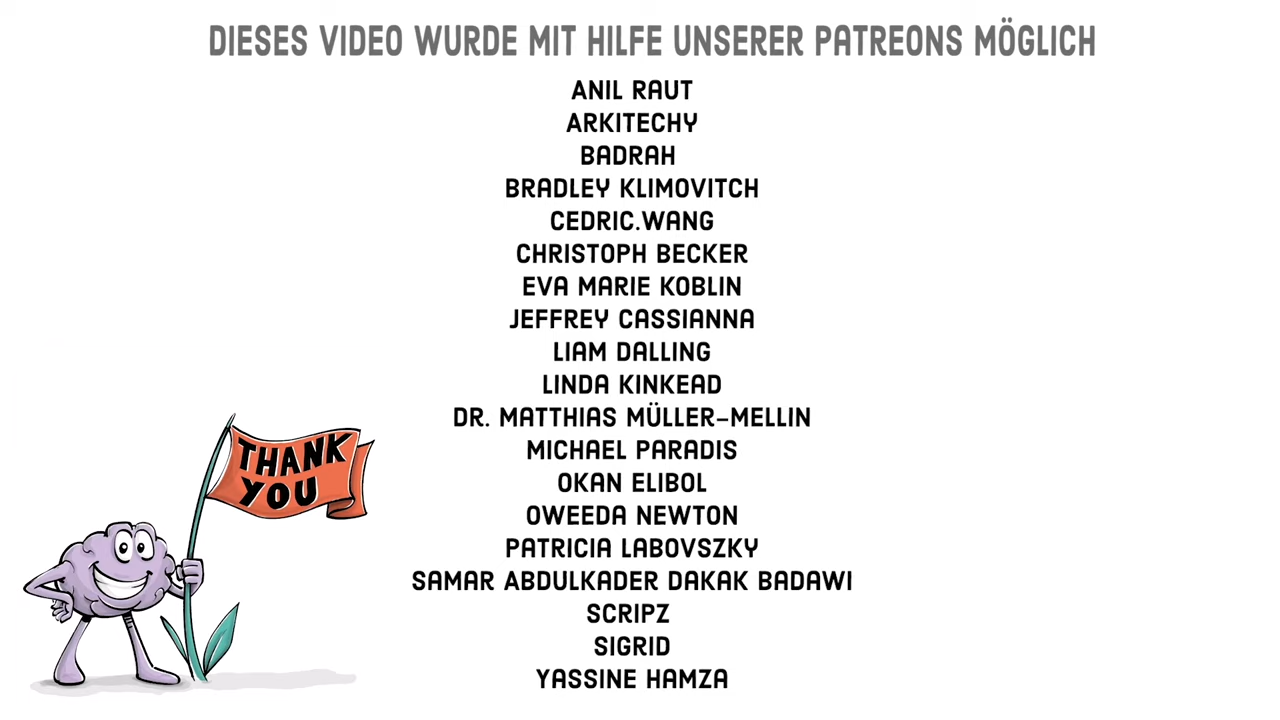 DIESES VIDEO WURDE MIT HILFE UNSERER PATREONS MÖGLICH
ANIL RAUT
ARKITECHY
BADRAH
BRADLEY KLIMOVITCH
CEDRIC.WANG
CHRISTOPH BECKER
EVA MARIE KOBLIN
JEFFREY CASSIANNA
LIAM DALLING
LINDA KINKEAD
DR. MATTHIAS MÜLLER-MELLIN
MICHAEL PARADIS
OKAN ELIBOL
OWEEDA NEWTON
PATRICIA LABOVSZKY
SAMAR ABDULKADER DAKAK BADAWI
SCRIPZ
SIGRID
YASSINE HAMZA
THANK
YOU